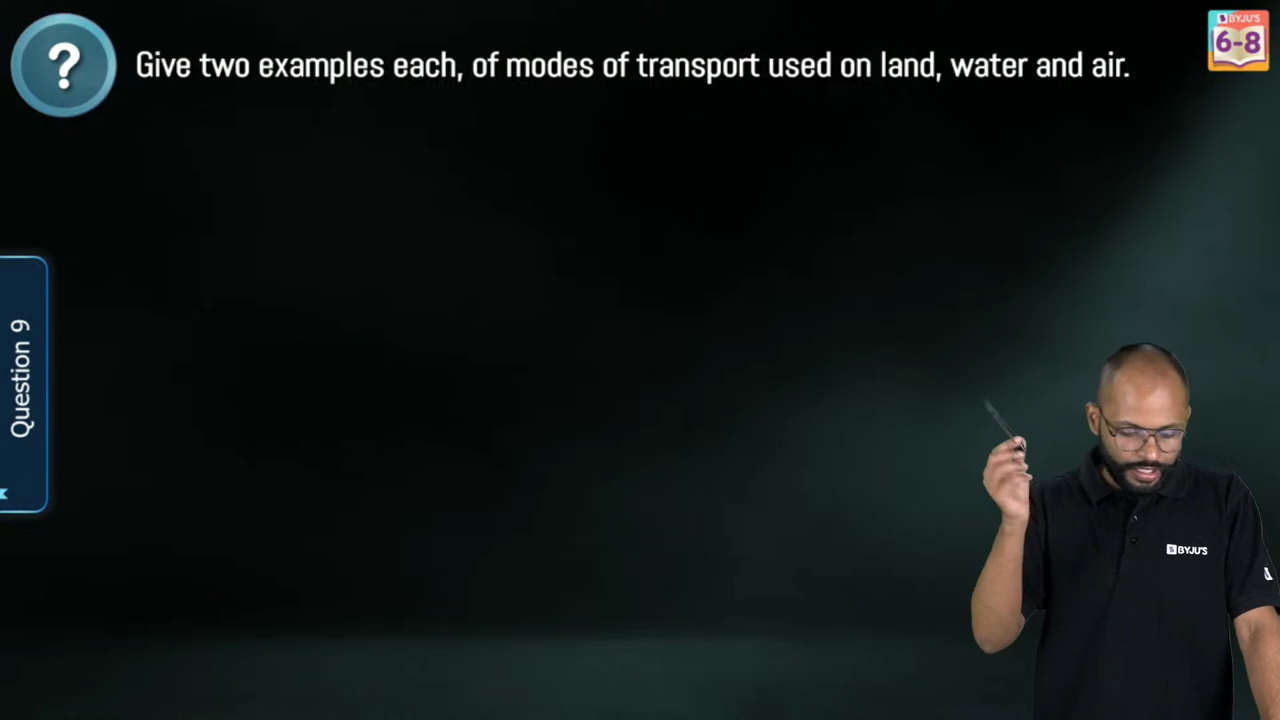 ?
Give two examples each, of modes of transport used on land, water and air.
BYJU'S
6-8
Question 9
BYJU'S